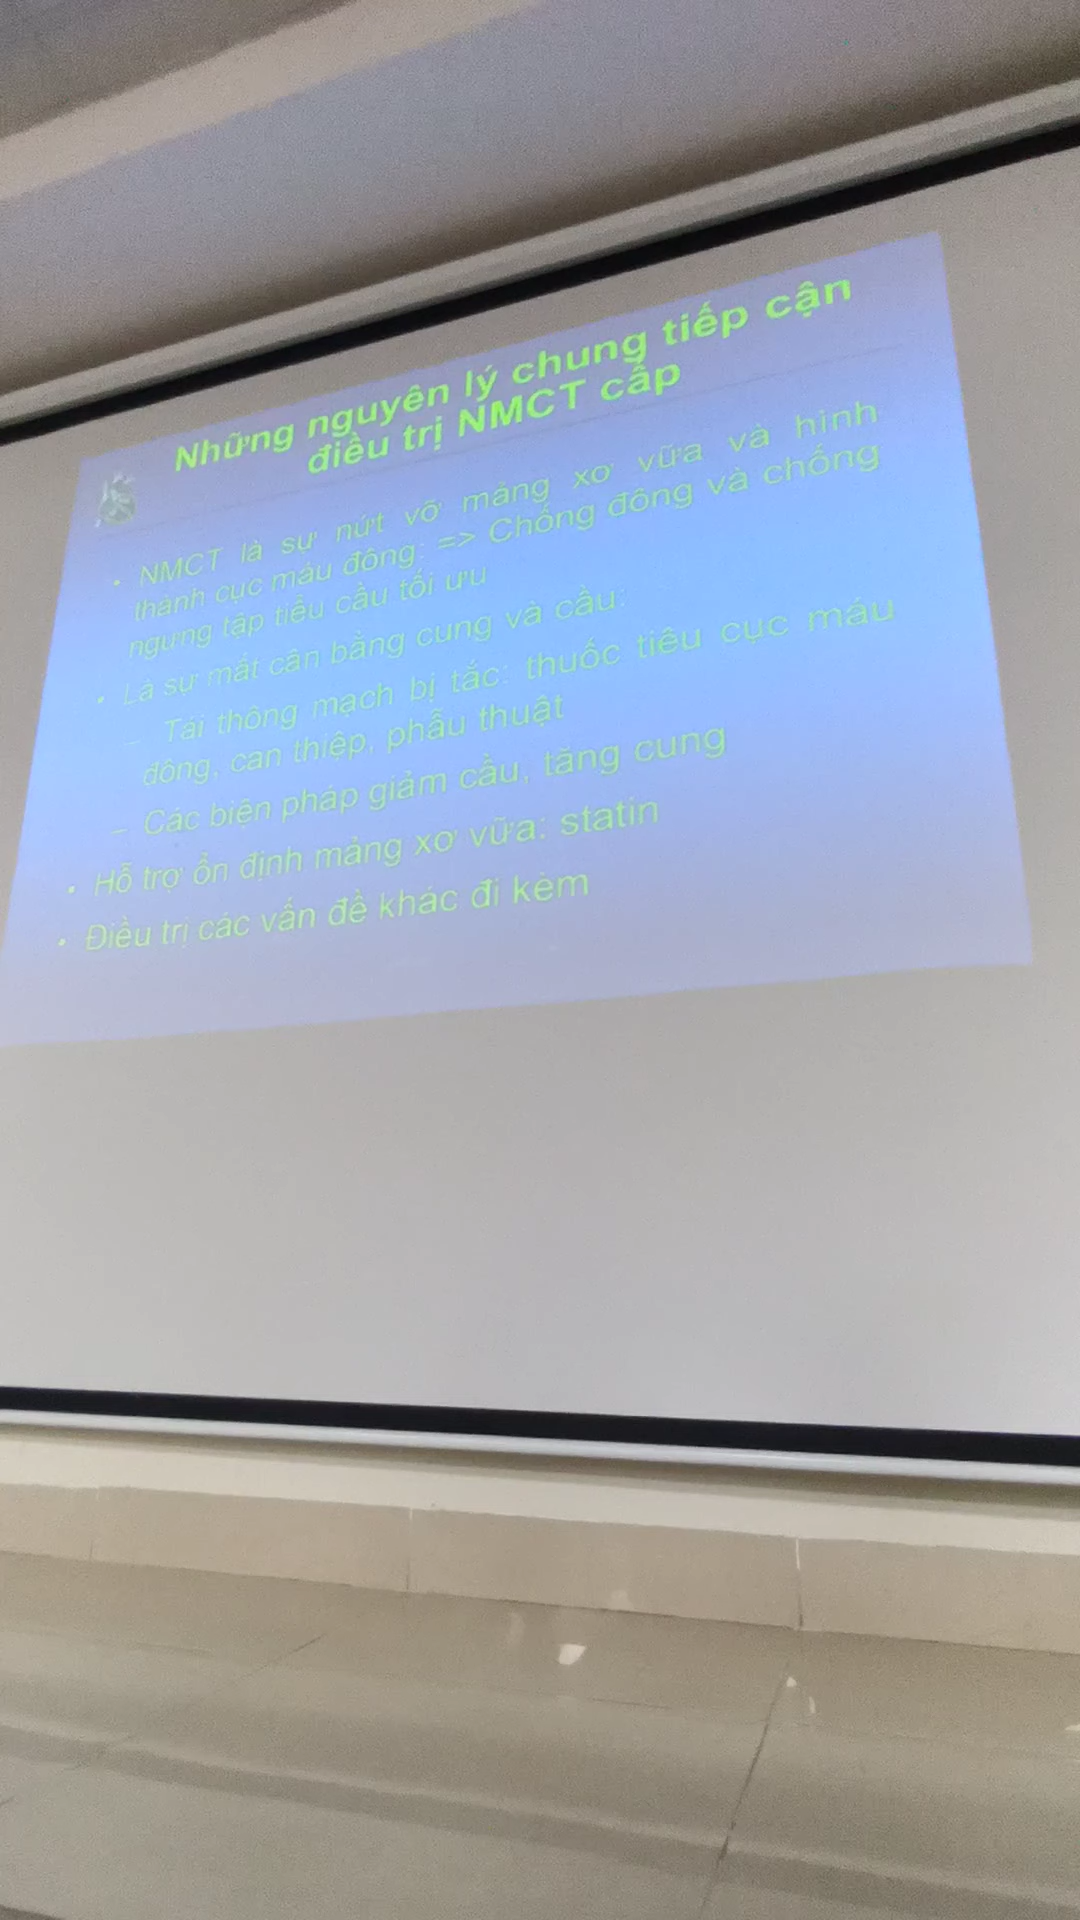 Những nguyên lý chung tiếp cận
điều trị NMCT cấp
• NMCT là sự nứt vỡ mảng xơ vữa và hình
thành cục máu đông: => Chống đông và chống
ngưng tập tiểu cầu tối ưu
• Là sự mất cân bằng cung và cầu:
– Tái thông mạch bị tắc: thuốc tiêu cục máu
đông, can thiệp, phẫu thuật
– Các biện pháp giảm cầu, tăng cung
• Hỗ trợ ổn định mảng xơ vữa: statin
• Điều trị các vấn đề khác đi kèm